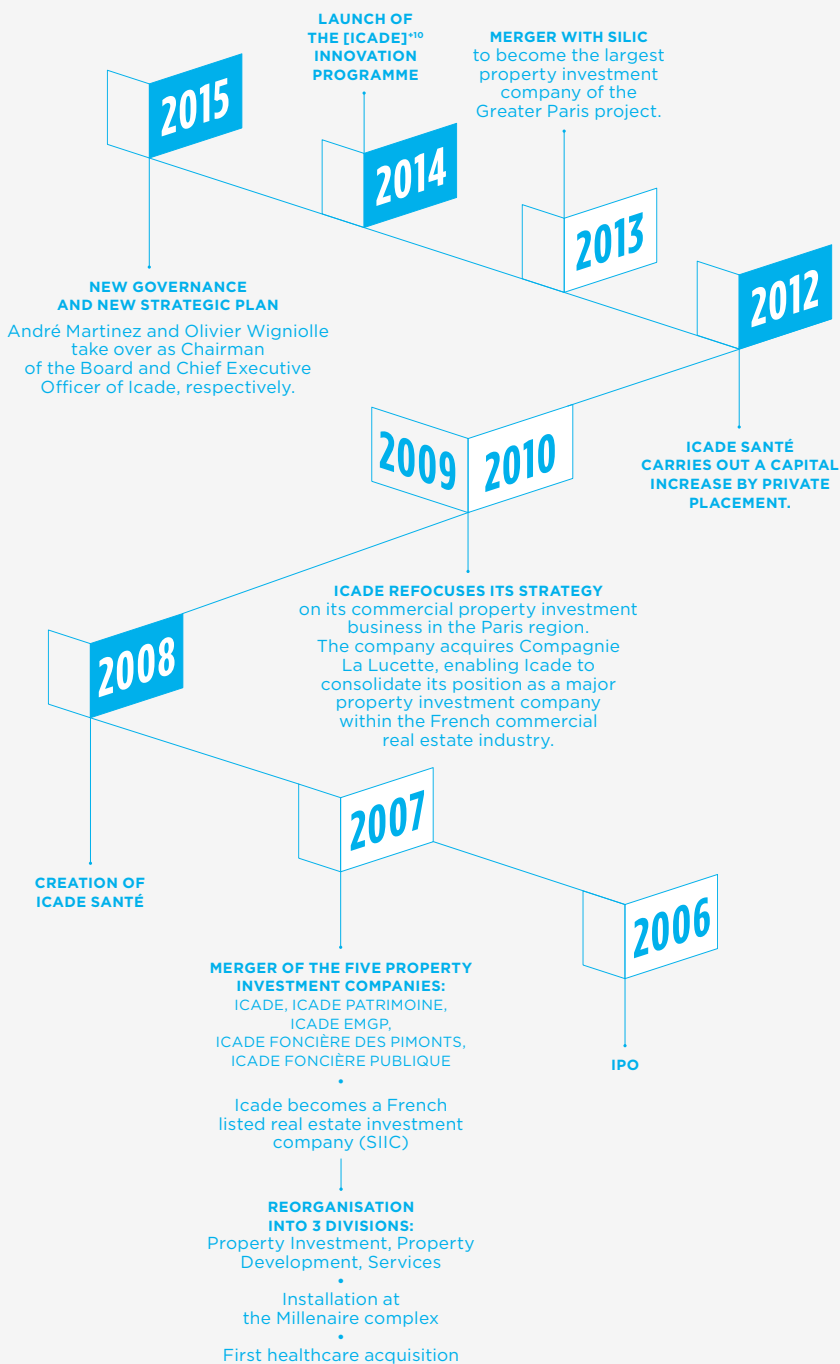 LAUNCH OF
THE [ICADE]+10
INNOVATION
PROGRAMME
MERGER WITH SILIC
to become the largest
property investment
company of the
Greater Paris project.
2015
2014
2013
2012
NEW GOVERNANCE
AND NEW STRATEGIC PLAN
André Martinez and Olivier Wigniolle
take over as Chairman
of the Board and Chief Executive
Officer of Icade, respectively.
ICADE SANTÉ
CARRIES OUT A CAPITAL
INCREASE BY PRIVATE
PLACEMENT.
2009
2010
ICADE REFOCUSES ITS STRATEGY
on its commercial property investment
business in the Paris region.
The company acquires Compagnie
La Lucette, enabling Icade to
consolidate its position as a major
property investment company
within the French commercial
real estate industry.
2008
CREATION OF
ICADE SANTÉ
2007
MERGER OF THE FIVE PROPERTY
INVESTMENT COMPANIES:
ICADE, ICADE PATRIMOINE,
ICADE EMGP,
ICADE FONCIÈRE DES PIMONTS,
ICADE FONCIÈRE PUBLIQUE
•
Icade becomes a French
listed real estate investment
company (SIIC)
REORGANISATION
INTO 3 DIVISIONS:
Property Investment, Property
Development, Services
•
Installation at
the Millenaire complex
•
First healthcare acquisition
2006
IPO